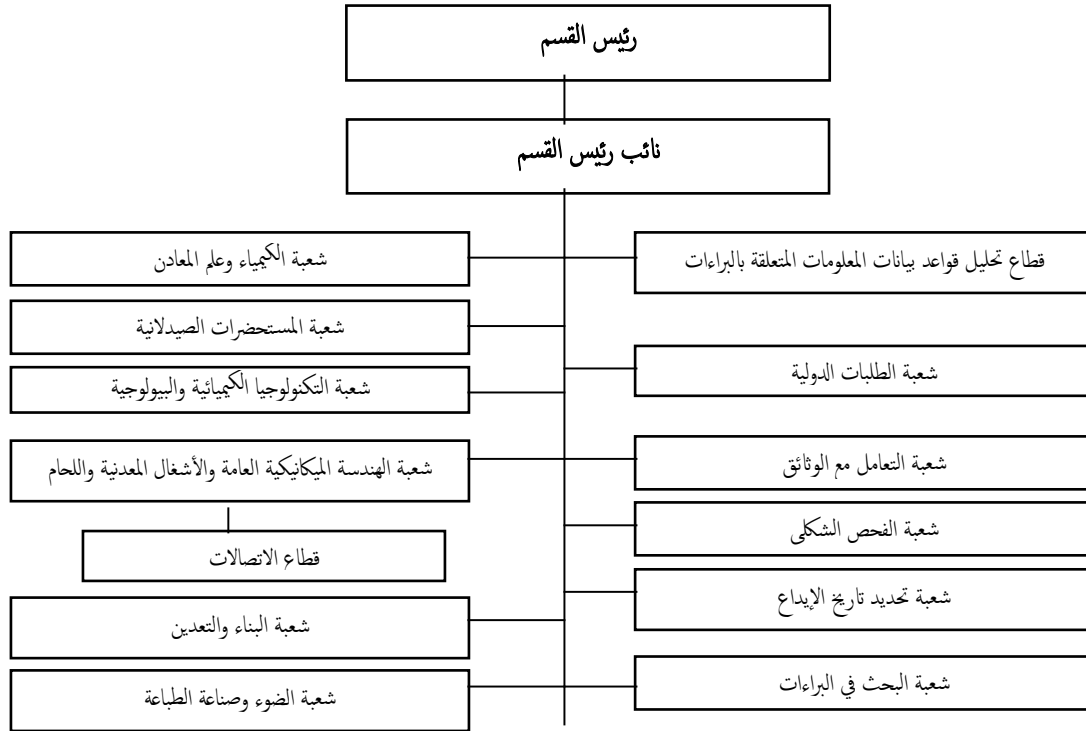 رئيس القسم
نائب رئيس القسم
قطاع تحليل قواعد بيانات المعلومات المتعلقة بالبراءات
شعبة الكيمياء وعلم المعادن
شعبة المستحضرات الصيدلانية
شعبة الطلبات الدولية
شعبة التكنولوجيا الكيميائية والبيولوجية
شعبة التعامل مع الوثائق
شعبة الهندسة الميكانيكية العامة والأشغال المعدنية واللحام
شعبة الفحص الشكلى
قطاع الاتصالات
شعبة تحديد تاريخ الإيداع
شعبة البناء والتعدين
شعبة البحث في البراءات
شعبة الضوء وصناعة الطباعة